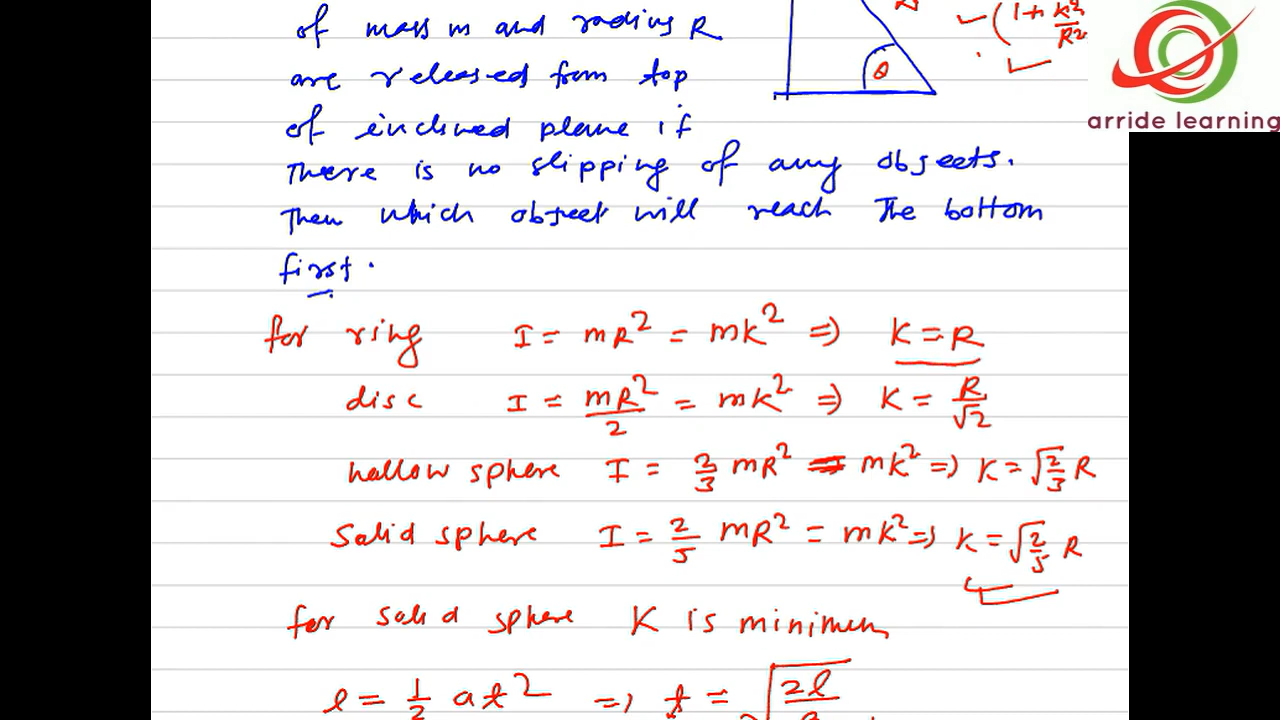 of mass m and radius R
are released from top
of inclined plane if
There is no slipping of any objects.
Then which object will reach The bottom
first.
θ
(1 + k²/R²
arride learning
for ring I = mR² = mk² => K = R
disc I = mR²/2 = mk² => K = R/√2
hallow sphere I = 2/3 mR² = mk² => K = √2/3 R
Solid sphere I = 2/5 mR² = mk² => K = √2/5 R
for solid sphere K is minimum
l = 1/2 at² => t = √2l